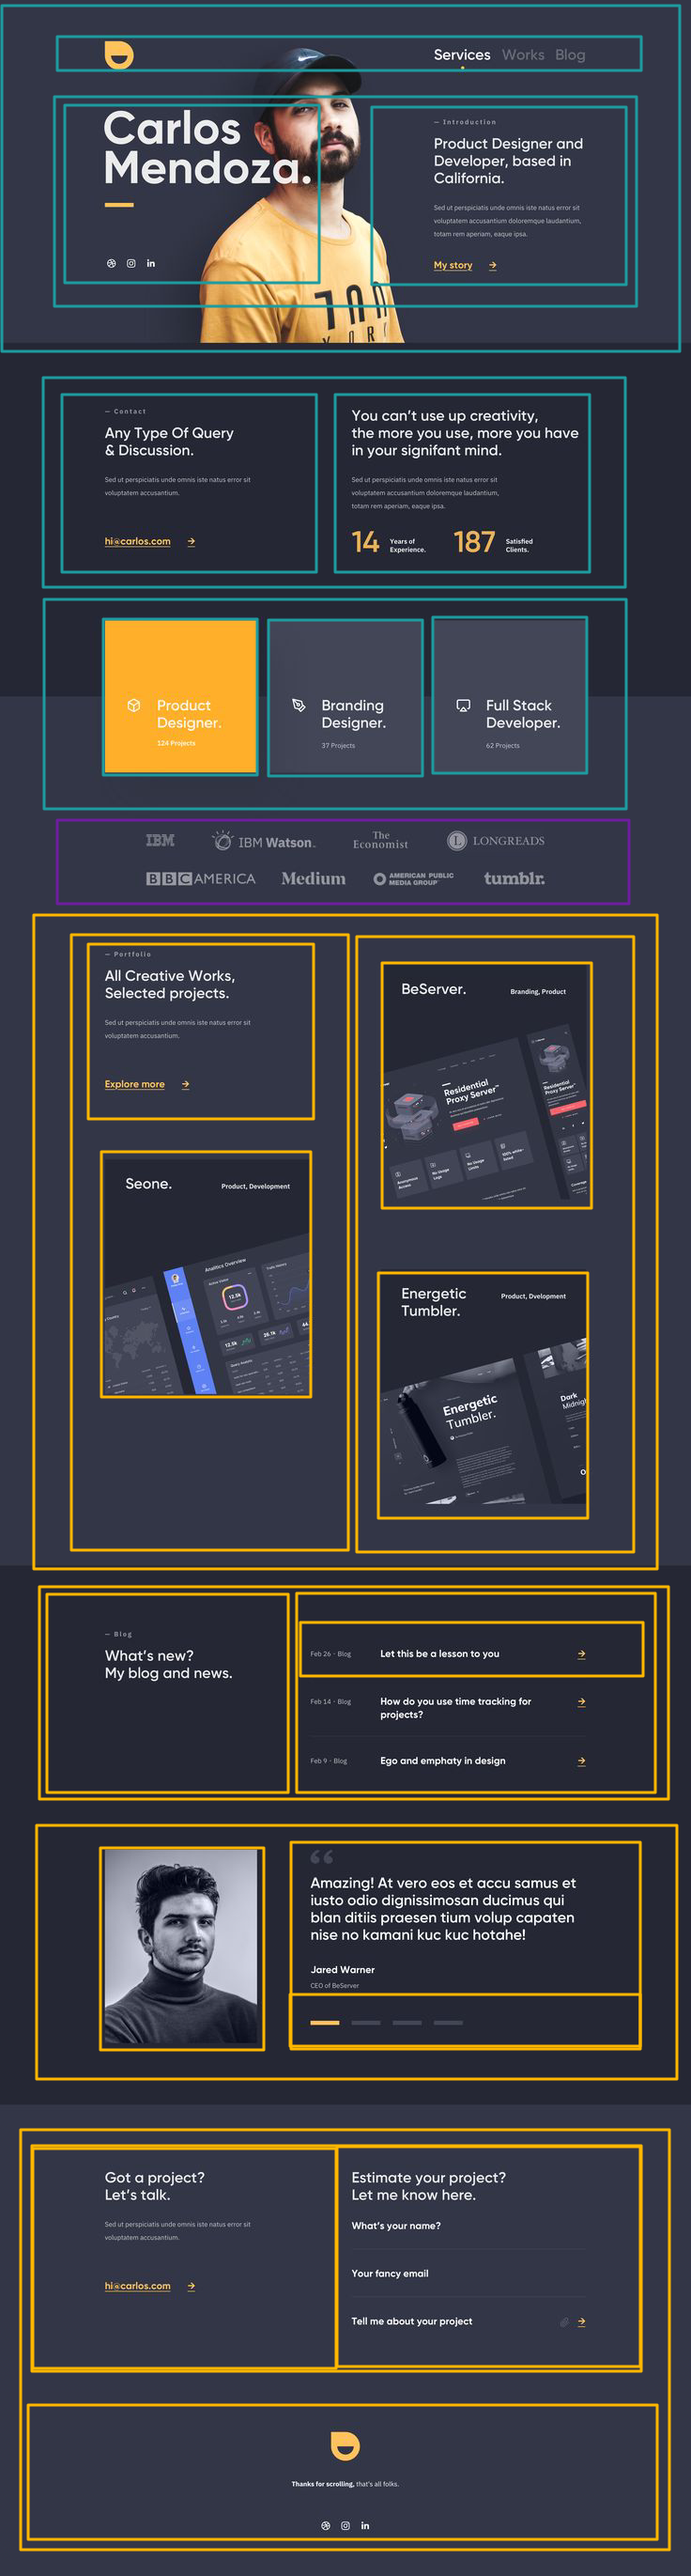 Services Works Blog
Carlos
Mendoza.
— Introduction
Product Designer and
Developer, based in
California.
Sed ut perspiciatis unde omnis iste natus error sit
voluptatem accusantium doloremque laudantium,
totam rem aperiam, eaque ipsa.
My story →
— Contact
Any Type Of Query
& Discussion.
Sed ut perspiciatis unde omnis iste natus error sit
voluptatem accusantium.
hi@carlos.com →
You can’t use up creativity,
the more you use, more you have
in your signifant mind.
Sed ut perspiciatis unde omnis iste natus error sit
voluptatem accusantium doloremque laudantium,
totam rem aperiam, eaque ipsa.
14 Years of
Experience.
187 Satisfied
Clients.
Product
Designer.
124 Projects
Branding
Designer.
37 Projects
Full Stack
Developer.
62 Projects
IBM
IBM Watson
The
Economist
LONGREADS
BBC AMERICA
Medium
AMERICAN PUBLIC
MEDIA GROUP
tumblr.
— Portfolio
All Creative Works,
Selected projects.
Sed ut perspiciatis unde omnis iste natus error sit
voluptatem accusantium.
Explore more →
BeServer.
Branding, Product
Residential
Proxy Server
Residential
Proxy Server
Seone.
Product, Development
Analitics Overview
Energetic
Tumbler.
Product, Dvelopment
Energetic
Tumbler.
Dark
— Blog
What’s new?
My blog and news.
Feb 26 · Blog
Let this be a lesson to you →
Feb 14 · Blog
How do you use time tracking for
projects? →
Feb 9 · Blog
Ego and emphaty in design →
“
Amazing! At vero eos et accu samus et
iusto odio dignissimosan ducimus qui
blan ditiis praesen tium volup capaten
nise no kamani kuc kuc hotahe!
Jared Warner
CEO of BeServer
Got a project?
Let’s talk.
Sed ut perspiciatis unde omnis iste natus error sit
voluptatem accusantium.
hi@carlos.com →
Estimate your project?
Let me know here.
What’s your name?
Your fancy email
Tell me about your project →
Thanks for scrolling, that’s all folks.